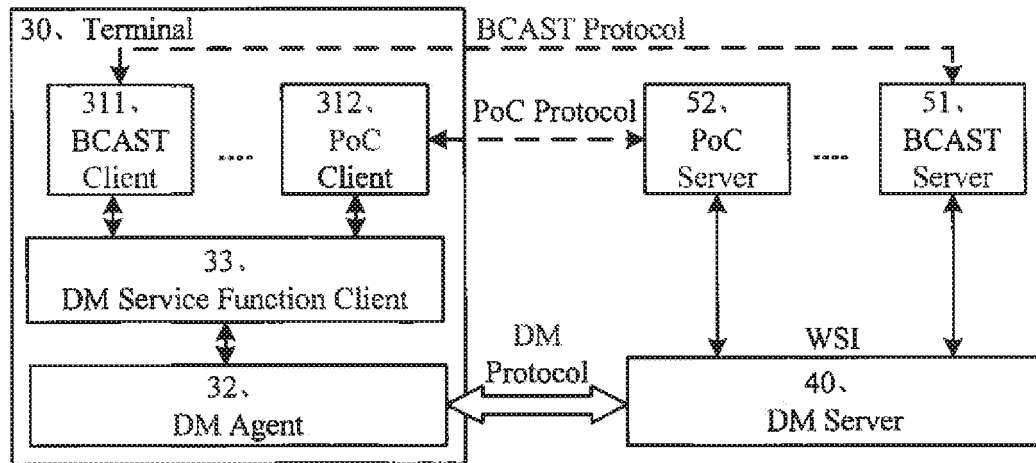 30、Terminal
BCAST Protocol
311、
BCAST
Client
....
312、
PoC
Client
PoC Protocol
52、
PoC
Server
....
51、
BCAST
Server
33、
DM Service Function Client
DM
Protocol
WSI
32、
DM Agent
40、
DM Server